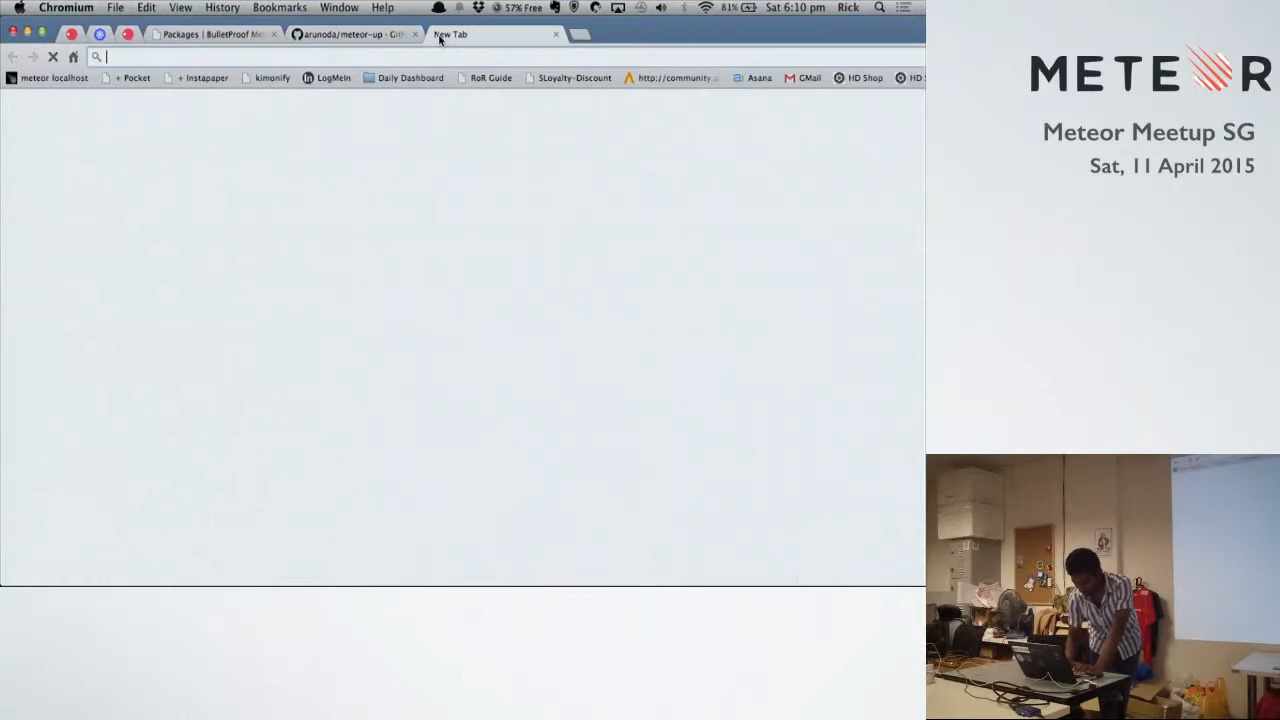 Chromium File Edit View History Bookmarks Window Help 57% Free 81% Sat 6:10 pm Rick
Packages | BulletProof Me arunoda/meteor-up · Git New Tab
meteor localhost + Pocket + Instapaper kimonify LogMeIn Daily Dashboard RoR Guide SLoyalty-Discount http://community. Asana GMail HD Shop HD
METEOR
Meteor Meetup SG
Sat, 11 April 2015